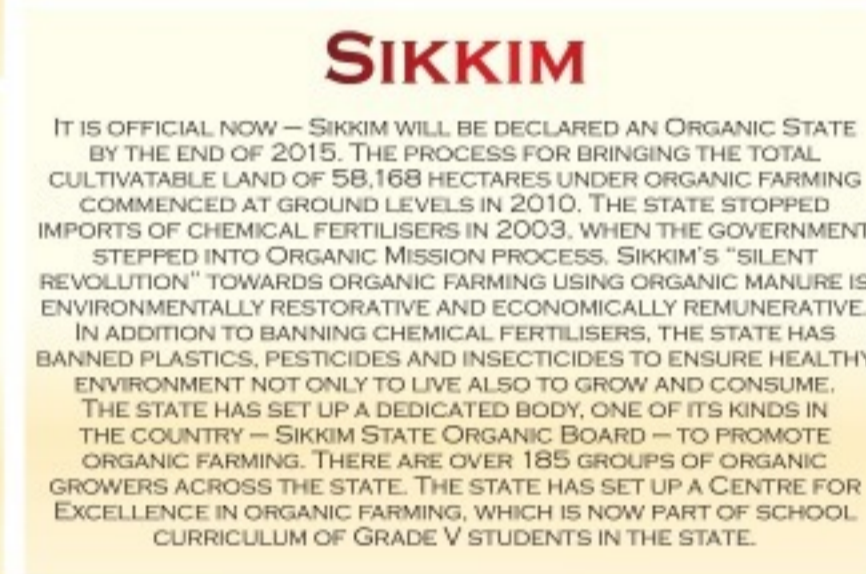 SIKKIM
IT IS OFFICIAL NOW — SIKKIM WILL BE DECLARED AN ORGANIC STATE
BY THE END OF 2015. THE PROCESS FOR BRINGING THE TOTAL
CULTIVATABLE LAND OF 58,168 HECTARES UNDER ORGANIC FARMING
COMMENCED AT GROUND LEVELS IN 2010. THE STATE STOPPED
IMPORTS OF CHEMICAL FERTILISERS IN 2003, WHEN THE GOVERNMENT
STEPPED INTO ORGANIC MISSION PROCESS. SIKKIM'S "SILENT
REVOLUTION" TOWARDS ORGANIC FARMING USING ORGANIC MANURE IS
ENVIRONMENTALLY RESTORATIVE AND ECONOMICALLY REMUNERATIVE.
IN ADDITION TO BANNING CHEMICAL FERTILISERS, THE STATE HAS
BANNED PLASTICS, PESTICIDES AND INSECTICIDES TO ENSURE HEALTHY
ENVIRONMENT NOT ONLY TO LIVE ALSO TO GROW AND CONSUME.
THE STATE HAS SET UP A DEDICATED BODY, ONE OF ITS KINDS IN
THE COUNTRY — SIKKIM STATE ORGANIC BOARD — TO PROMOTE
ORGANIC FARMING. THERE ARE OVER 185 GROUPS OF ORGANIC
GROWERS ACROSS THE STATE. THE STATE HAS SET UP A CENTRE FOR
EXCELLENCE IN ORGANIC FARMING, WHICH IS NOW PART OF SCHOOL
CURRICULUM OF GRADE V STUDENTS IN THE STATE.